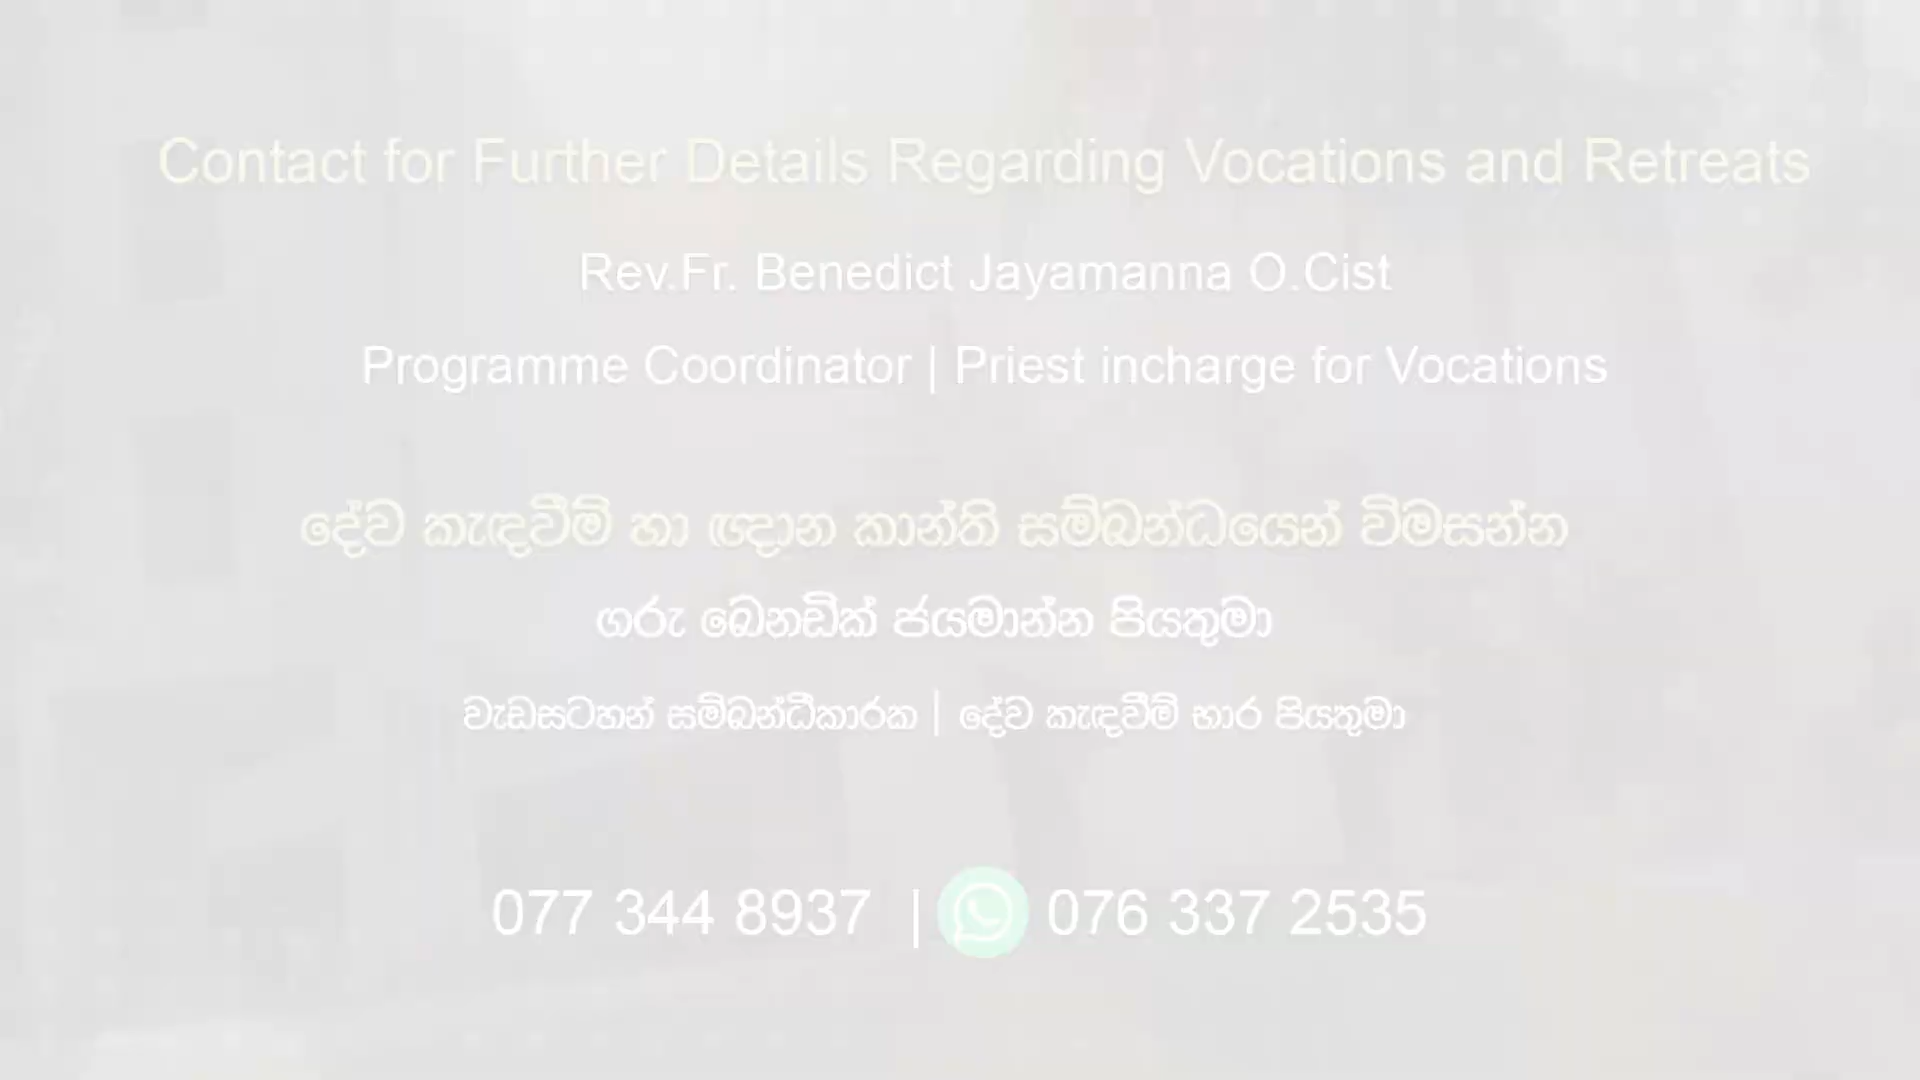 Contact for Further Details Regarding Vocations and Retreats
Rev.Fr. Benedict Jayamanna O.Cist
Programme Coordinator | Priest incharge for Vocations
දේව කැඳවීම් හා ඥාන කාන්ති සම්බන්ධයෙන් විමසන්න
ගරු බෙනඩික් ජයමාන්න පියතුමා
වැඩසටහන් සම්බන්ධීකාරක | දේව කැඳවීම් භාර පියතුමා
077 344 8937 | 076 337 2535